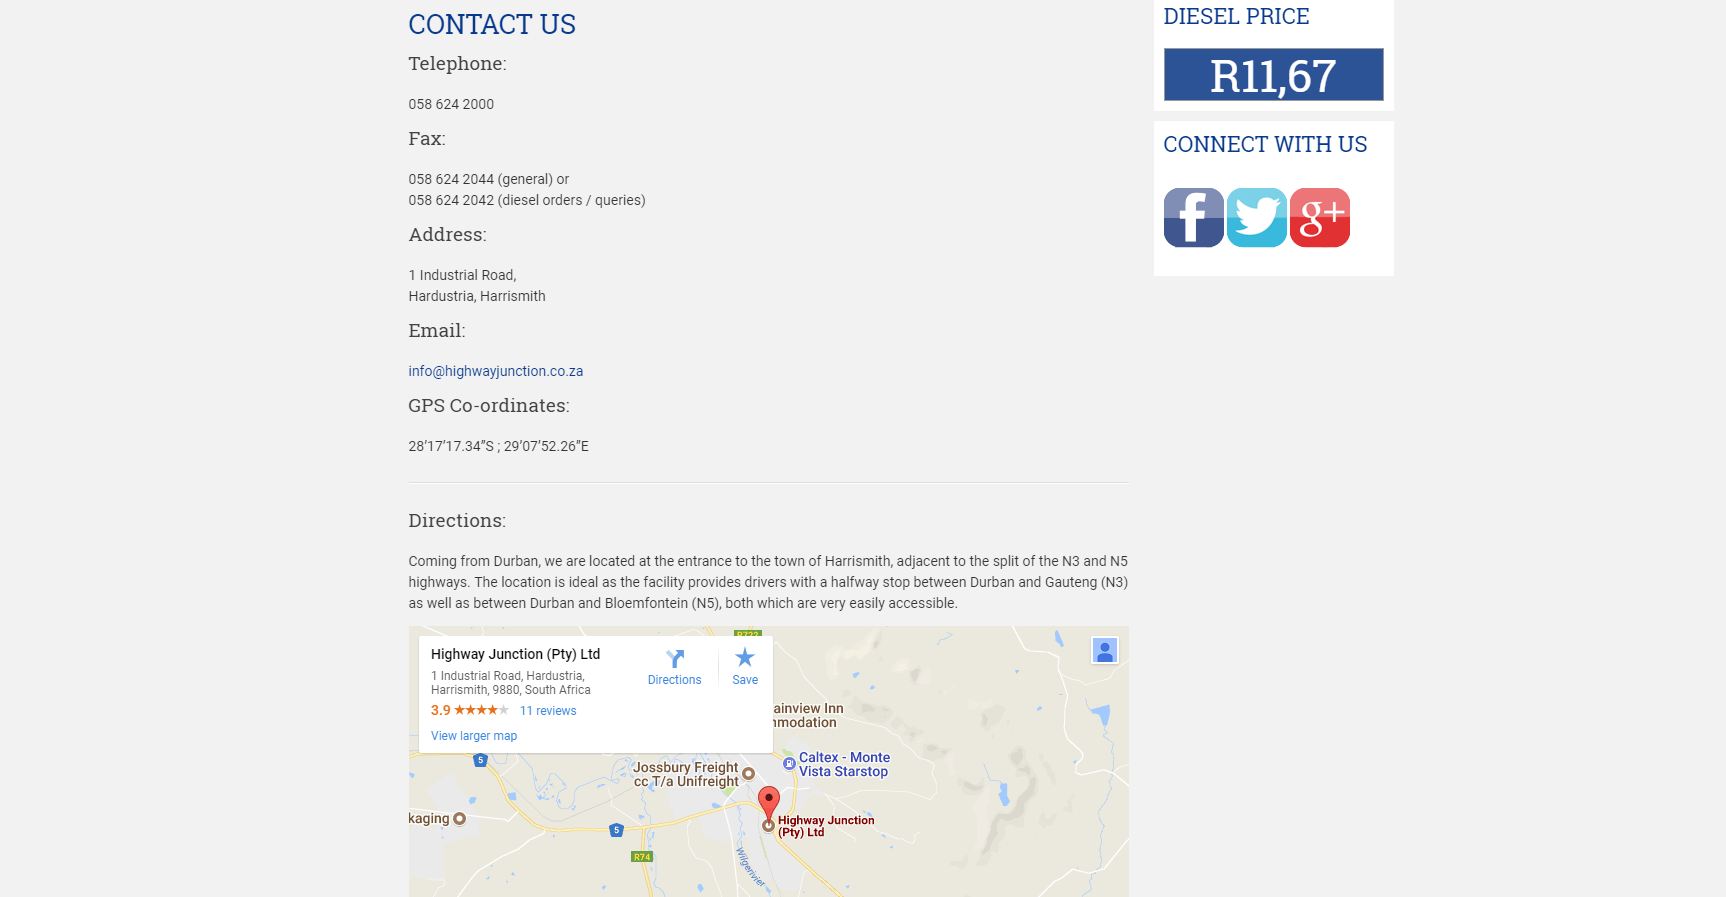 CONTACT US
Telephone:
058 624 2000
Fax:
058 624 2044 (general) or
058 624 2042 (diesel orders / queries)
Address:
1 Industrial Road,
Hardustria, Harrismith
Email:
info@highwayjunction.co.za
GPS Co-ordinates:
28’17’17.34”S ; 29’07’52.26”E
Directions:
Coming from Durban, we are located at the entrance to the town of Harrismith, adjacent to the split of the N3 and N5
highways. The location is ideal as the facility provides drivers with a halfway stop between Durban and Gauteng (N3)
as well as between Durban and Bloemfontein (N5), both which are very easily accessible.
R722
Highway Junction (Pty) Ltd
1 Industrial Road, Hardustria,
Harrismith, 9880, South Africa
3.9 11 reviews
View larger map
Directions
Save
ainview Inn
modation
5
Caltex - Monte
Vista Starstop
Jossbury Freight
cc T/a Unifreight
kaging
Highway Junction
(Pty) Ltd
5
R74
Wilgerivier
DIESEL PRICE
R11,67
CONNECT WITH US
f
g+